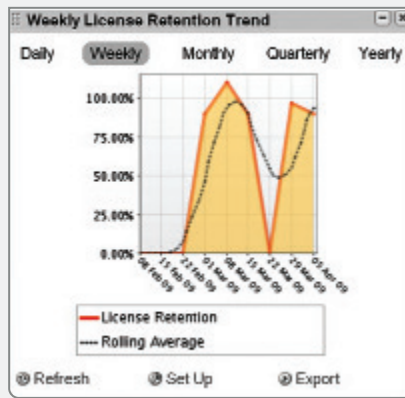 Weekly License Retention Trend
Daily Weekly Monthly Quarterly Yearly
100.00%
75.00%
50.00%
25.00%
0.00%
08 Feb 09
15 Feb 09
22 Feb 09
01 Mar 09
08 Mar 09
15 Mar 09
22 Mar 09
29 Mar 09
05 Apr 09
License Retention
Rolling Average
Refresh Set Up Export